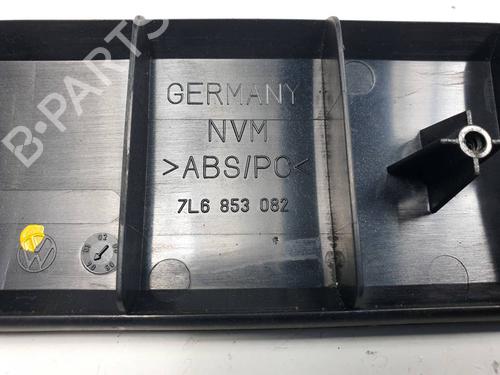 B-PARTS
GERMANY
NVM
>ABS/PC<
7L6 853 082